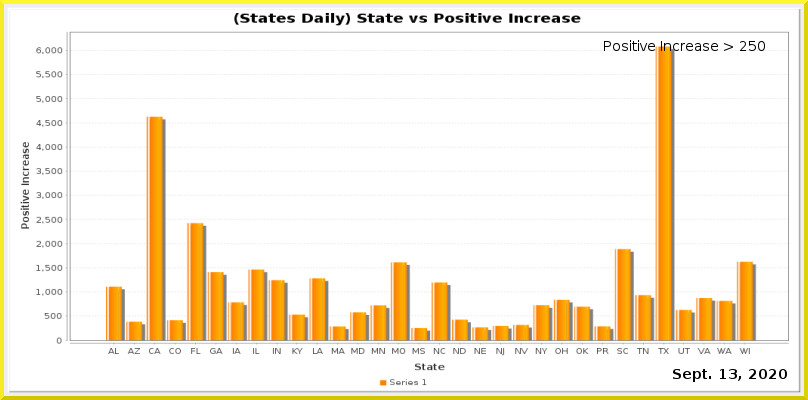 (States Daily) State vs Positive Increase
Positive Increase > 250
Positive Increase
6,000
5,500
5,000
4,500
4,000
3,500
3,000
2,500
2,000
1,500
1,000
500
0
AL AZ CA CO FL GA IA IL IN KY LA MA MD MN MO MS NC ND NE NJ NV NY OH OK PR SC TN TX UT VA WA WI
State
Series 1
Sept. 13, 2020